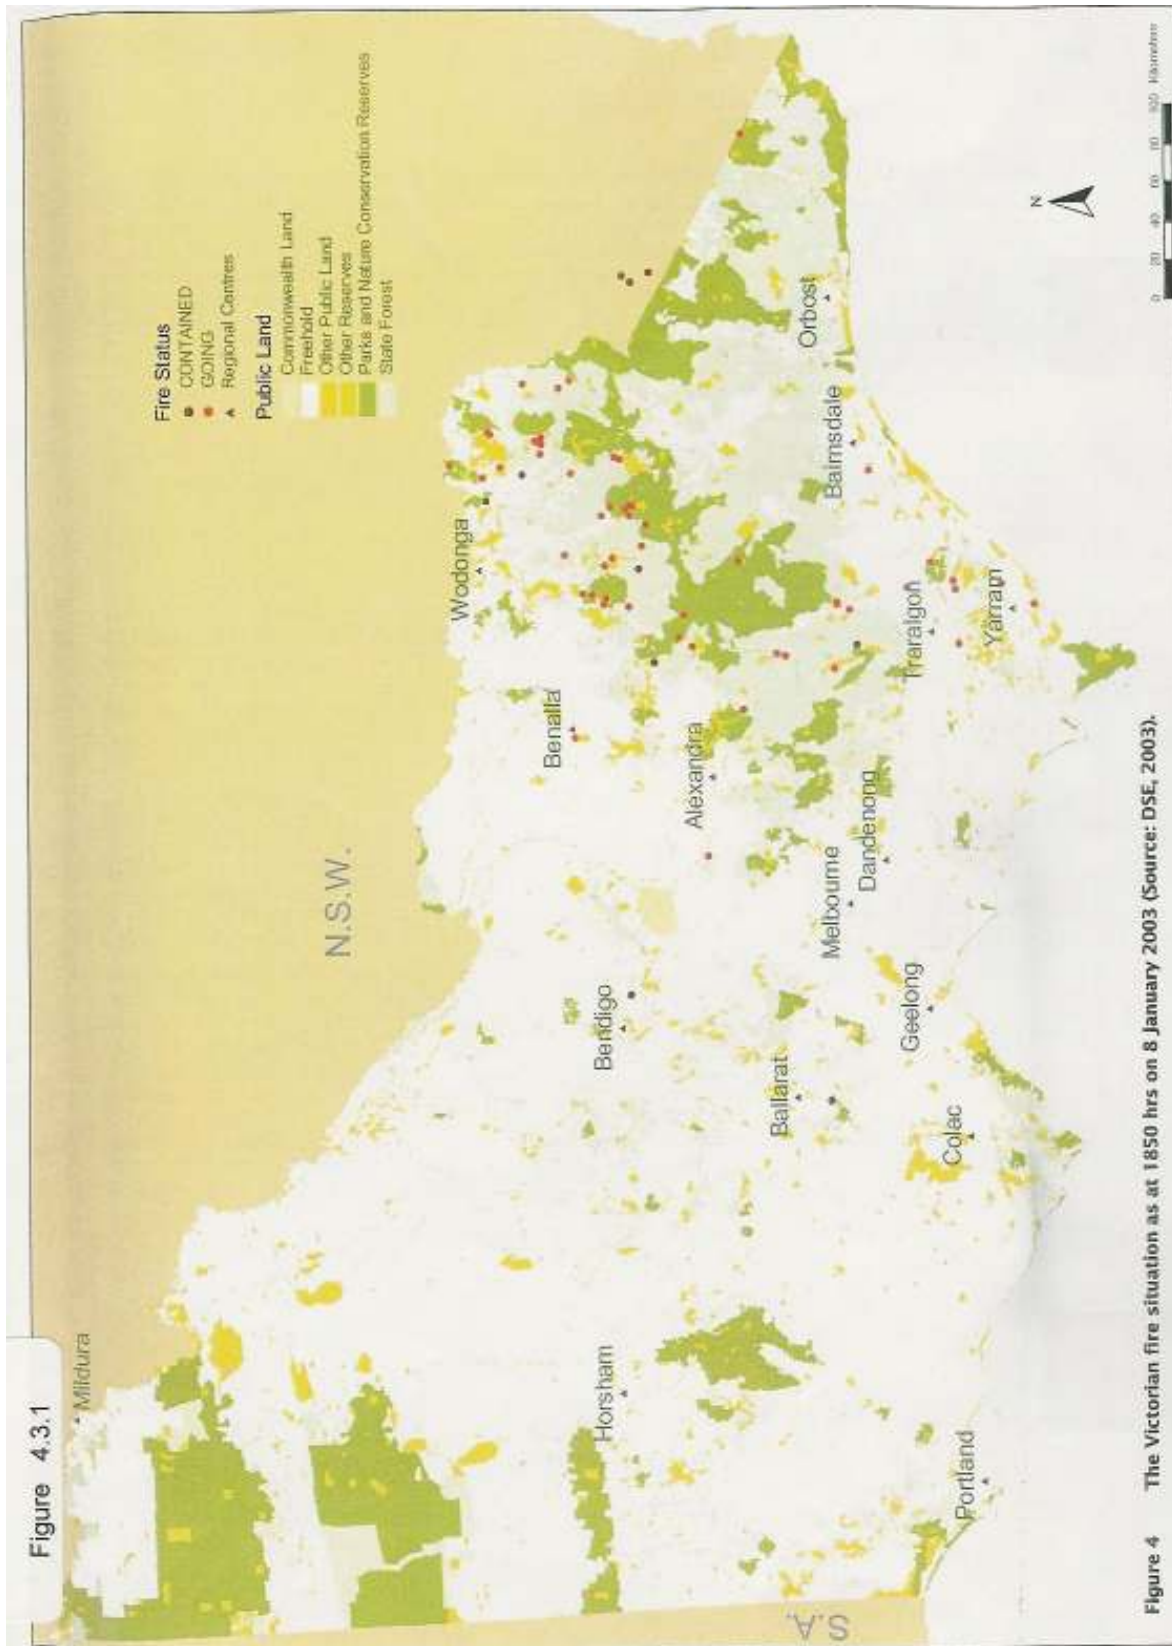 Figure 4.3.1
Mildura
N.S.W.
Fire Status
CONTAINED
GOING
Regional Centres
Public Land
Commonwealth Land
Freehold
Other Public Land
Other Reserves
Parks and Nature Conservation Reserves
State Forest
Wodonga
Benalla
Bendigo
Horsham
Alexandra
Ballarat
Melbourne
Dandenong
Orbost
Bairnsdale
Traralgon
Yarram
Geelong
Colac
Portland
S.A.
N
0 20 40 60 80 100 Kilometers
Figure 4 The Victorian fire situation as at 1850 hrs on 8 January 2003 (Source: DSE, 2003).